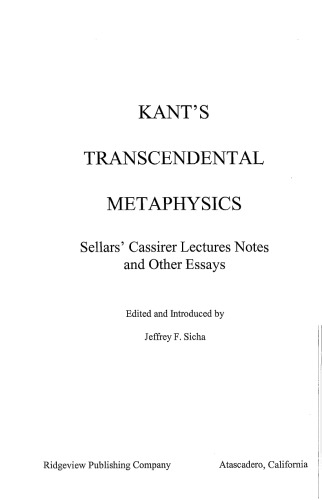 KANT'S
TRANSCENDENTAL
METAPHYSICS
Sellars' Cassirer Lectures Notes
and Other Essays
Edited and Introduced by
Jeffrey F. Sicha
Ridgeview Publishing Company Atascadero, California